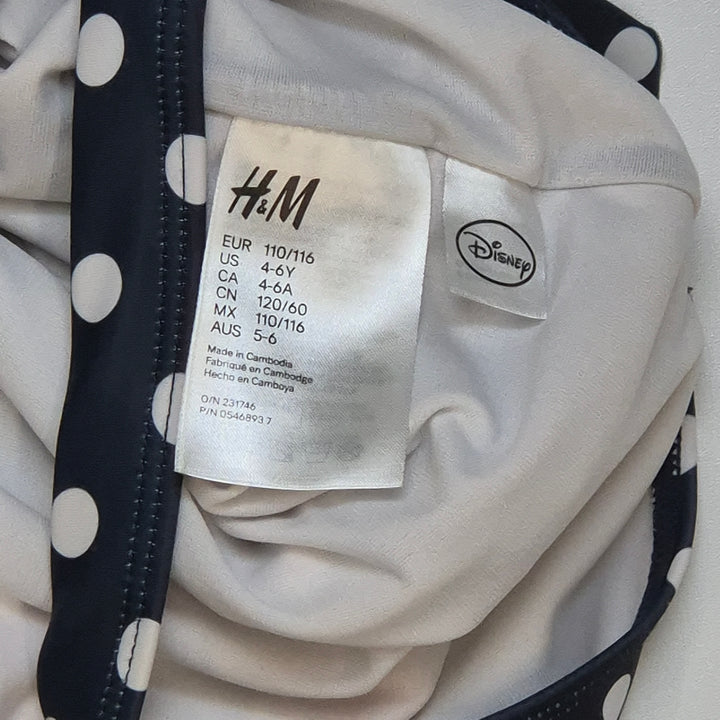 H&M
EUR 110/116
US 4-6Y
CA 4-6A
CN 120/60
MX 110/116
AUS 5-6
Made in Cambodia
Fabriqué en Cambodge
Hecho en Camboya
O/N 231746
P/N 0546893 7
Disney